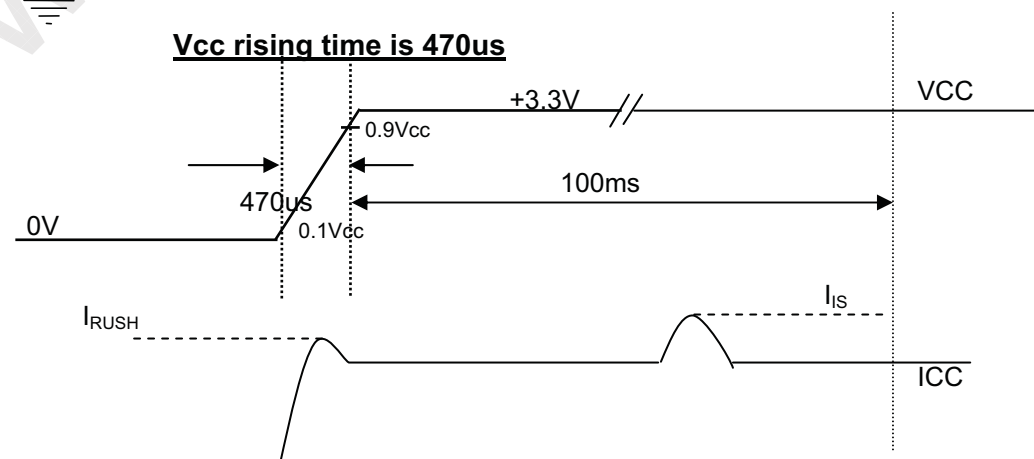 Vcc rising time is 470us
+3.3V
VCC
0.9Vcc
470us
100ms
0V
0.1Vcc
IRUSH
IIS
ICC